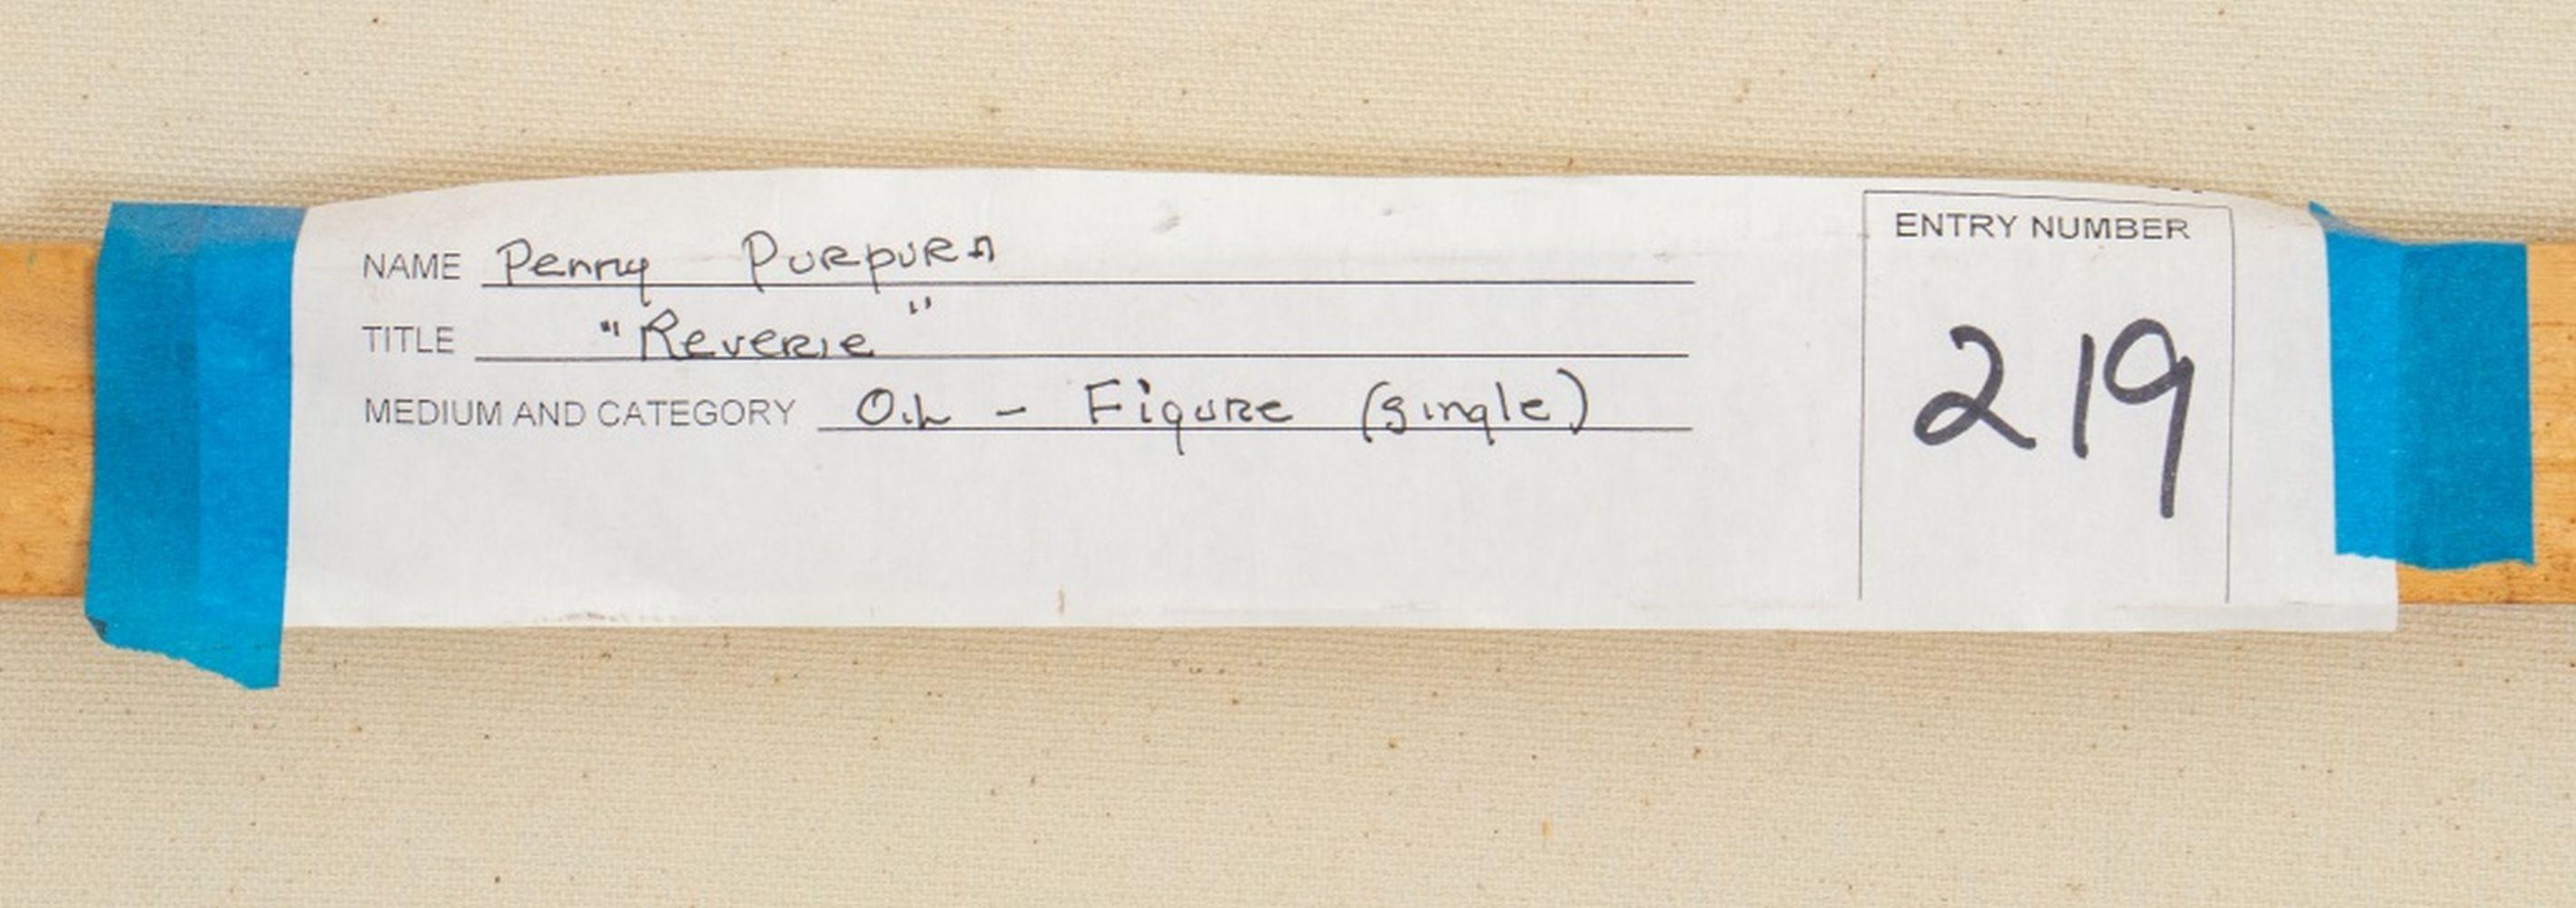 NAME Penny Purpura
TITLE "Reverie"
MEDIUM AND CATEGORY Oil - Figure (single)
ENTRY NUMBER
219